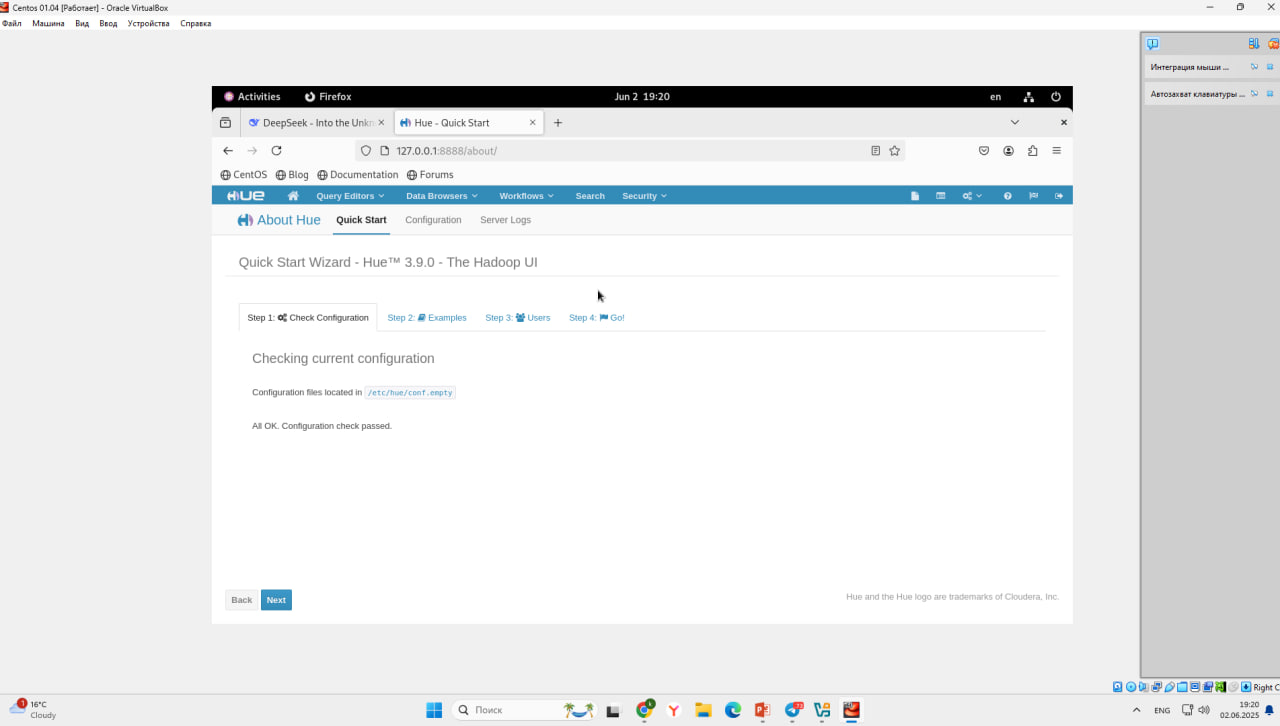 Centos 01.04 [Работает] - Oracle VirtualBox
Файл Машина Вид Ввод Устройства Справка
Интеграция мыши ...
Автозахват клавиатуры ...
Activities Firefox Jun 2 19:20 en
DeepSeek - Into the Unkn Hue - Quick Start
127.0.0.1:8888/about/
CentOS Blog Documentation Forums
HUE Query Editors Data Browsers Workflows Search Security
About Hue Quick Start Configuration Server Logs
Quick Start Wizard - Hue™ 3.9.0 - The Hadoop UI
Step 1: Check Configuration Step 2: Examples Step 3: Users Step 4: Go!
Checking current configuration
Configuration files located in /etc/hue/conf.empty
All OK. Configuration check passed.
Back Next
Hue and the Hue logo are trademarks of Cloudera, Inc.
Right C
1 16°C
Cloudy
Поиск
ENG
19:20
02.06.2025